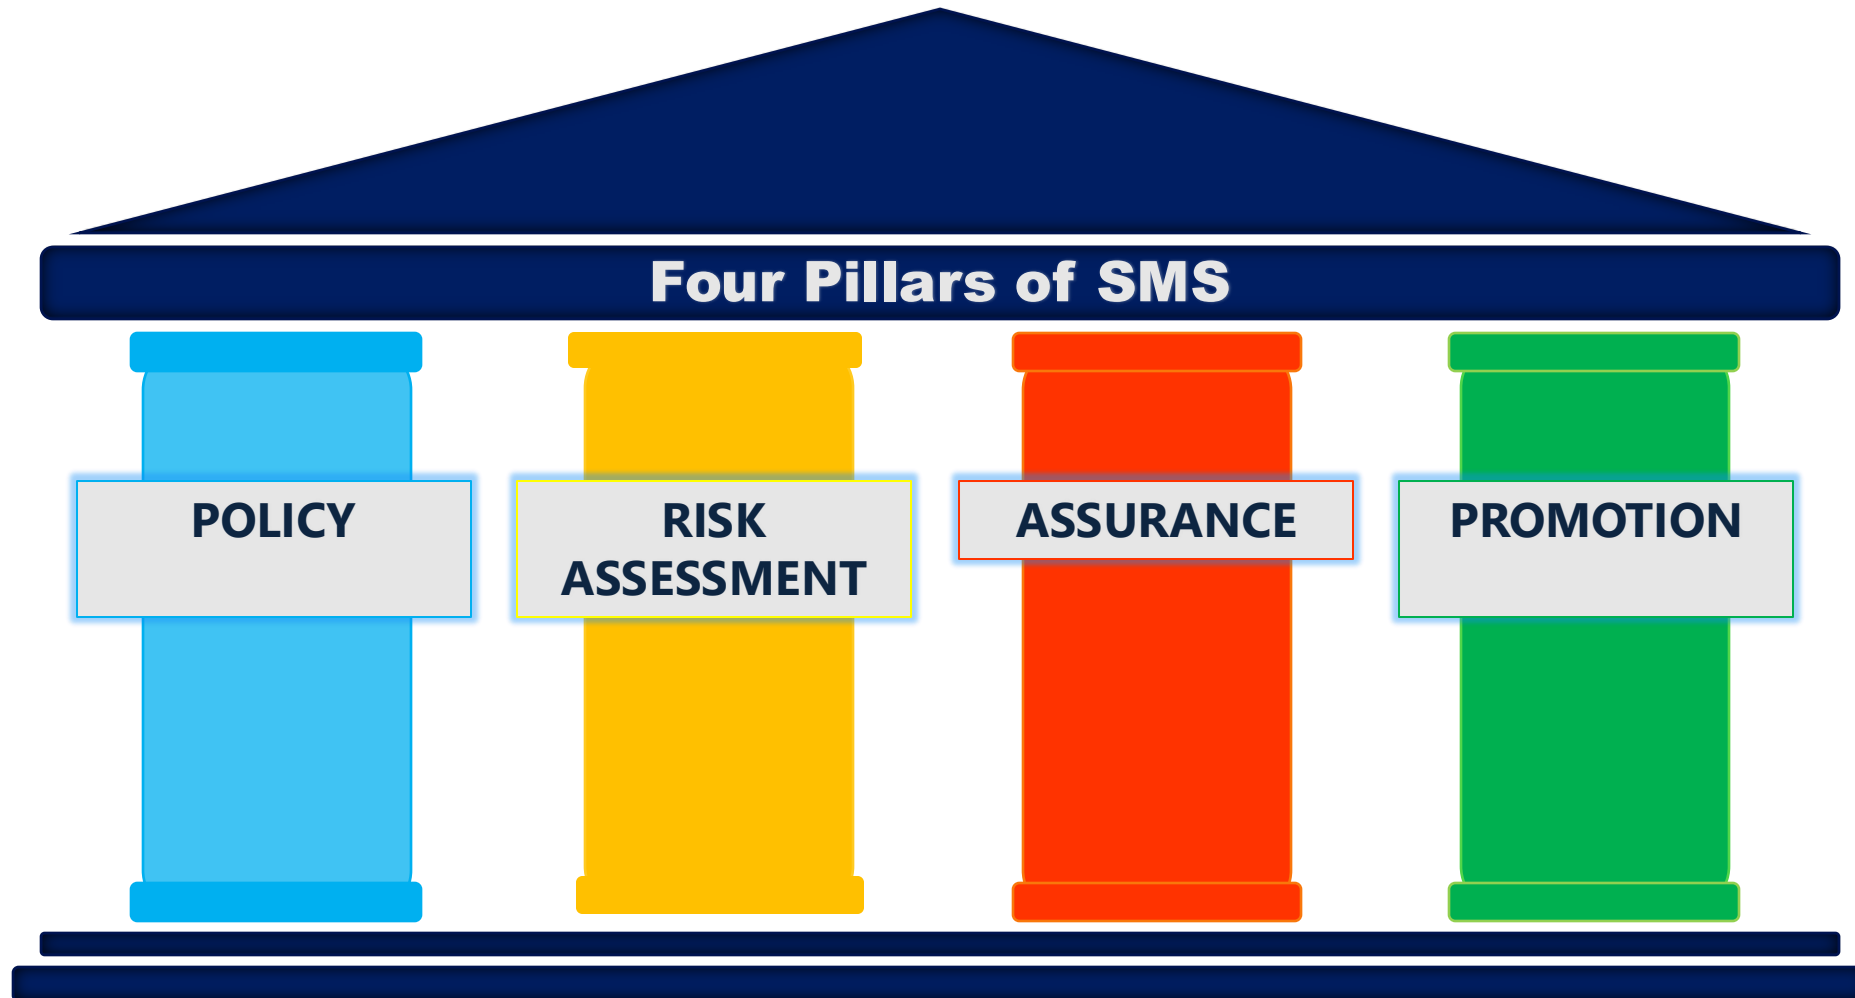 Four Pillars of SMS
POLICY
RISK
ASSESSMENT
ASSURANCE
PROMOTION